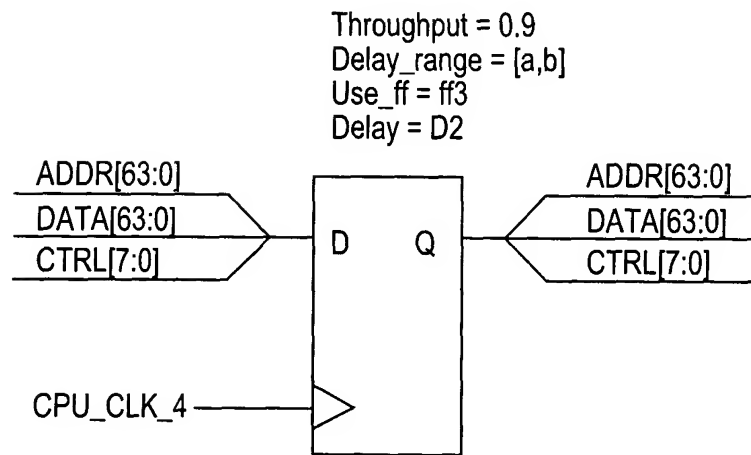 Throughput = 0.9
Delay_range = [a,b]
Use_ff = ff3
Delay = D2
ADDR[63:0]
DATA[63:0]
CTRL[7:0]
D
Q
ADDR[63:0]
DATA[63:0]
CTRL[7:0]
CPU_CLK_4